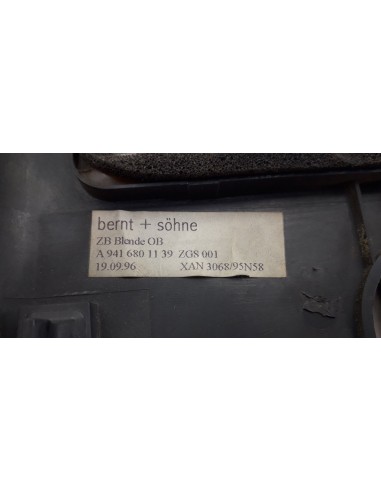 bernt + söhne
ZB Blende OB
A 941 680 11 39 ZGS 001
19.09.96 XAN 3068/95N58